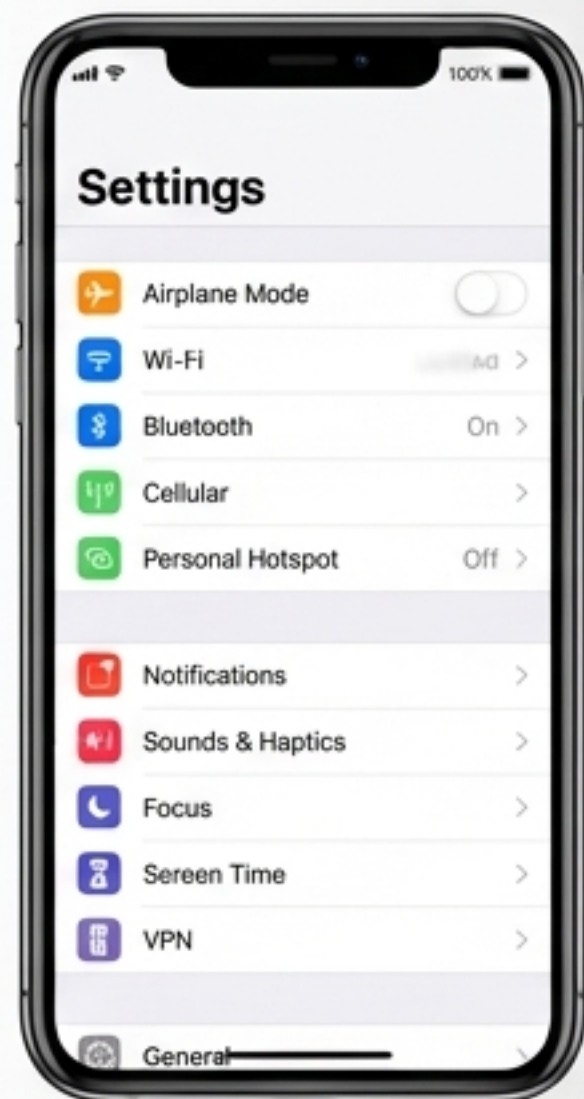 100%
Settings
Airplane Mode
Wi-Fi
Bluetooth On
Cellular
Personal Hotspot Off
Notifications
Sounds & Haptics
Focus
Sereen Time
VPN
General